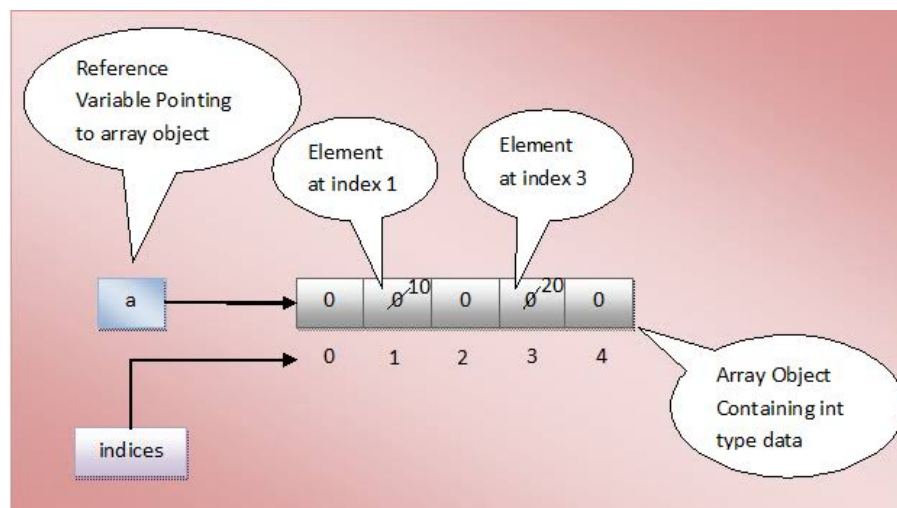 Reference
Variable Pointing
to array object
Element
at index 1
Element
at index 3
a
0 0 10 0 0 20 0
0 1 2 3 4
indices
Array Object
Containing int
type data